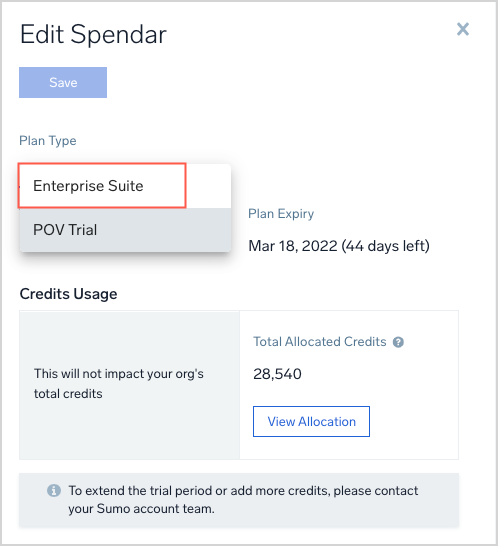 Edit Spendar
Save
Plan Type
Enterprise Suite
POV Trial
Plan Expiry
Mar 18, 2022 (44 days left)
Credits Usage
This will not impact your org's
total credits
Total Allocated Credits ?
28,540
View Allocation
To extend the trial period or add more credits, please contact
your Sumo account team.